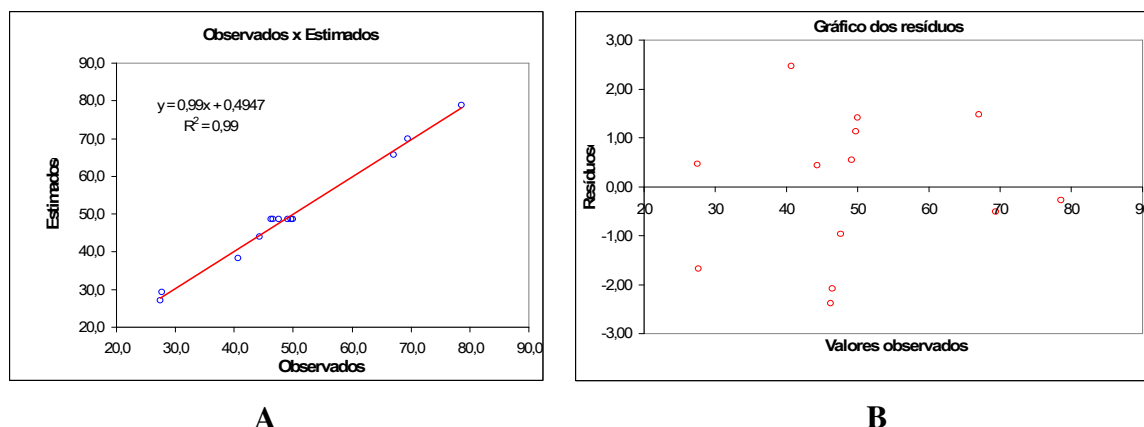 Observados x Estimados
90,0
80,0
70,0
60,0
50,0
40,0
30,0
20,0
y = 0,99x + 0,4947
R² = 0,99
Estimados
20,0 30,0 40,0 50,0 60,0 70,0 80,0 90,0
Observados
A
Gráfico dos resíduos
3,00
2,00
1,00
0,00
-1,00
-2,00
-3,00
Resíduos
20 30 40 50 60 70 80 90
Valores observados
B